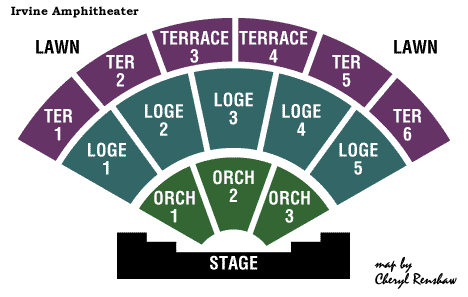 Irvine Amphitheater
LAWN
LAWN
TER
1
TER
2
TERRACE
3
TERRACE
4
TER
5
TER
6
LOGE
1
LOGE
2
LOGE
3
LOGE
4
LOGE
5
ORCH
1
ORCH
2
ORCH
3
STAGE
map by
Cheryl Renshaw